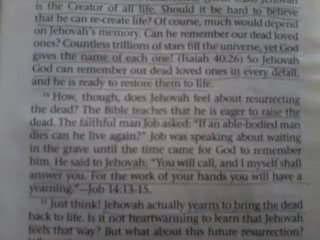 is the Creator of all life. Should it be hard to believe
that he can re-create life? Of course, much would depend
on Jehovah's memory. Can he remember our dead loved
ones? Countless trillions of stars fill the universe, yet God
gives the name of each one! (Isaiah 40:26) So Jehovah
God can remember our dead loved ones in every detail,
and he is ready to restore them to life.
How, though, does Jehovah feel about resurrecting
the dead? The Bible teaches that he is eager to raise the
dead. The faithful man Job asked: "If an able-bodied man
dies can he live again?" Job was speaking about waiting
in the grave until the time came for God to remember
him. He said to Jehovah: "You will call, and I myself shall
answer you. For the work of your hands you will have a
yearning."—Job 14:13-15.
Just think! Jehovah actually yearns to bring the dead
back to life. Is it not heartwarming to learn that Jehovah
feels that way? But what about this future resurrection?